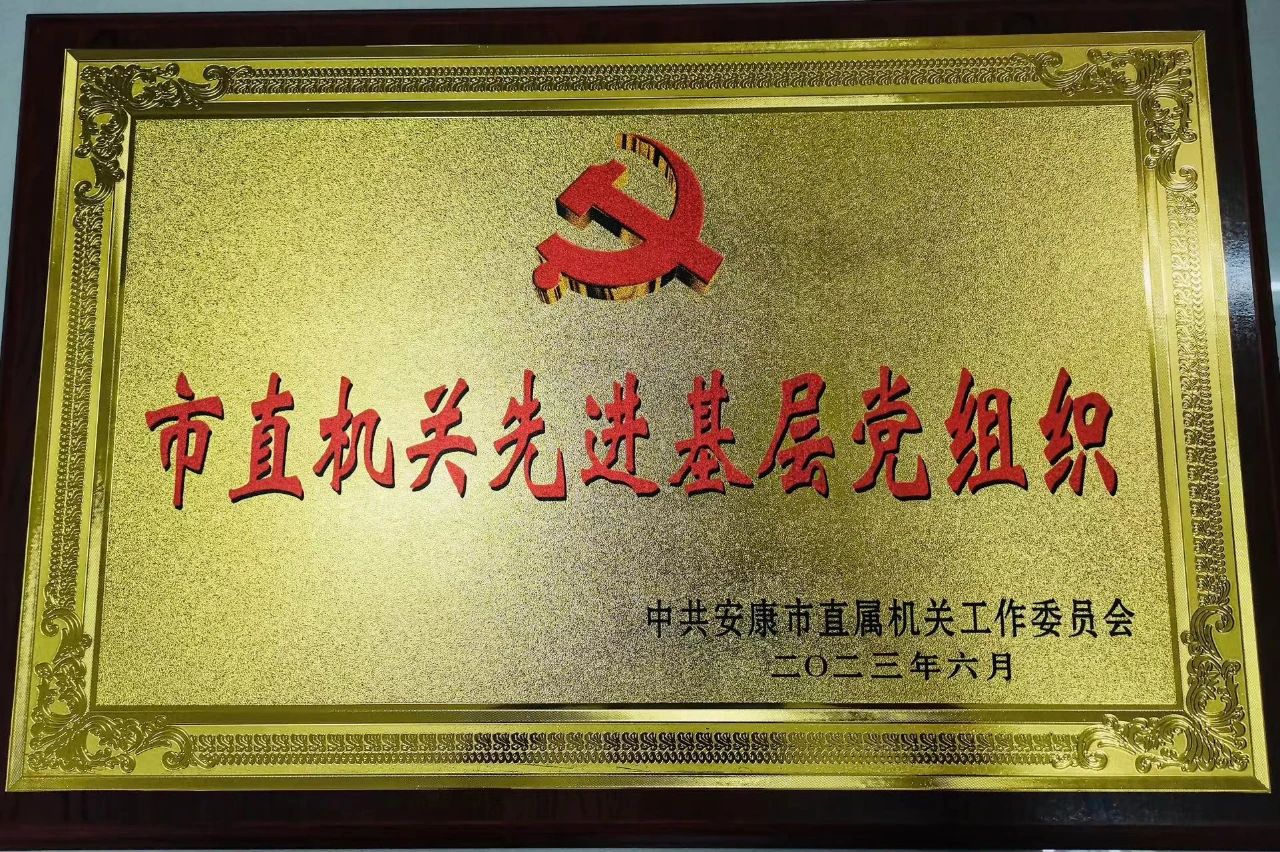 市直机关先进基层党组织
中共安康市直属机关工作委员会
二〇二三年六月